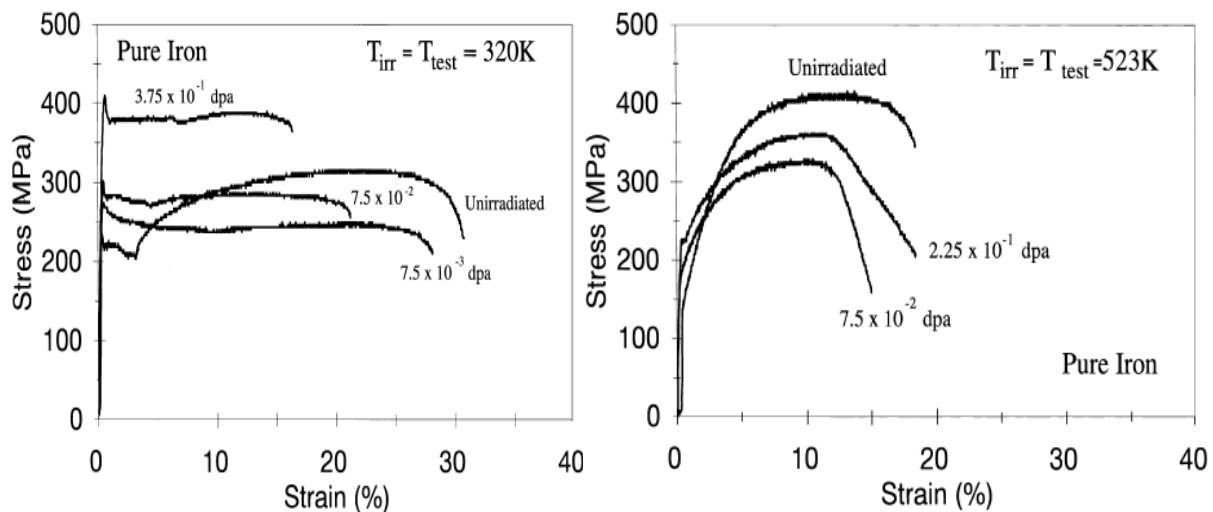 500
400
300
200
100
0
Stress (MPa)
Pure Iron
T_irr = T_test = 320K
3.75 x 10^-1 dpa
7.5 x 10^-2
Unirradiated
7.5 x 10^-3 dpa
0 10 20 30 40
Strain (%)
500
400
300
200
100
0
Stress (MPa)
Unirradiated
T_irr = T_test =523K
2.25 x 10^-1 dpa
7.5 x 10^-2 dpa
Pure Iron
0 10 20 30 40
Strain (%)